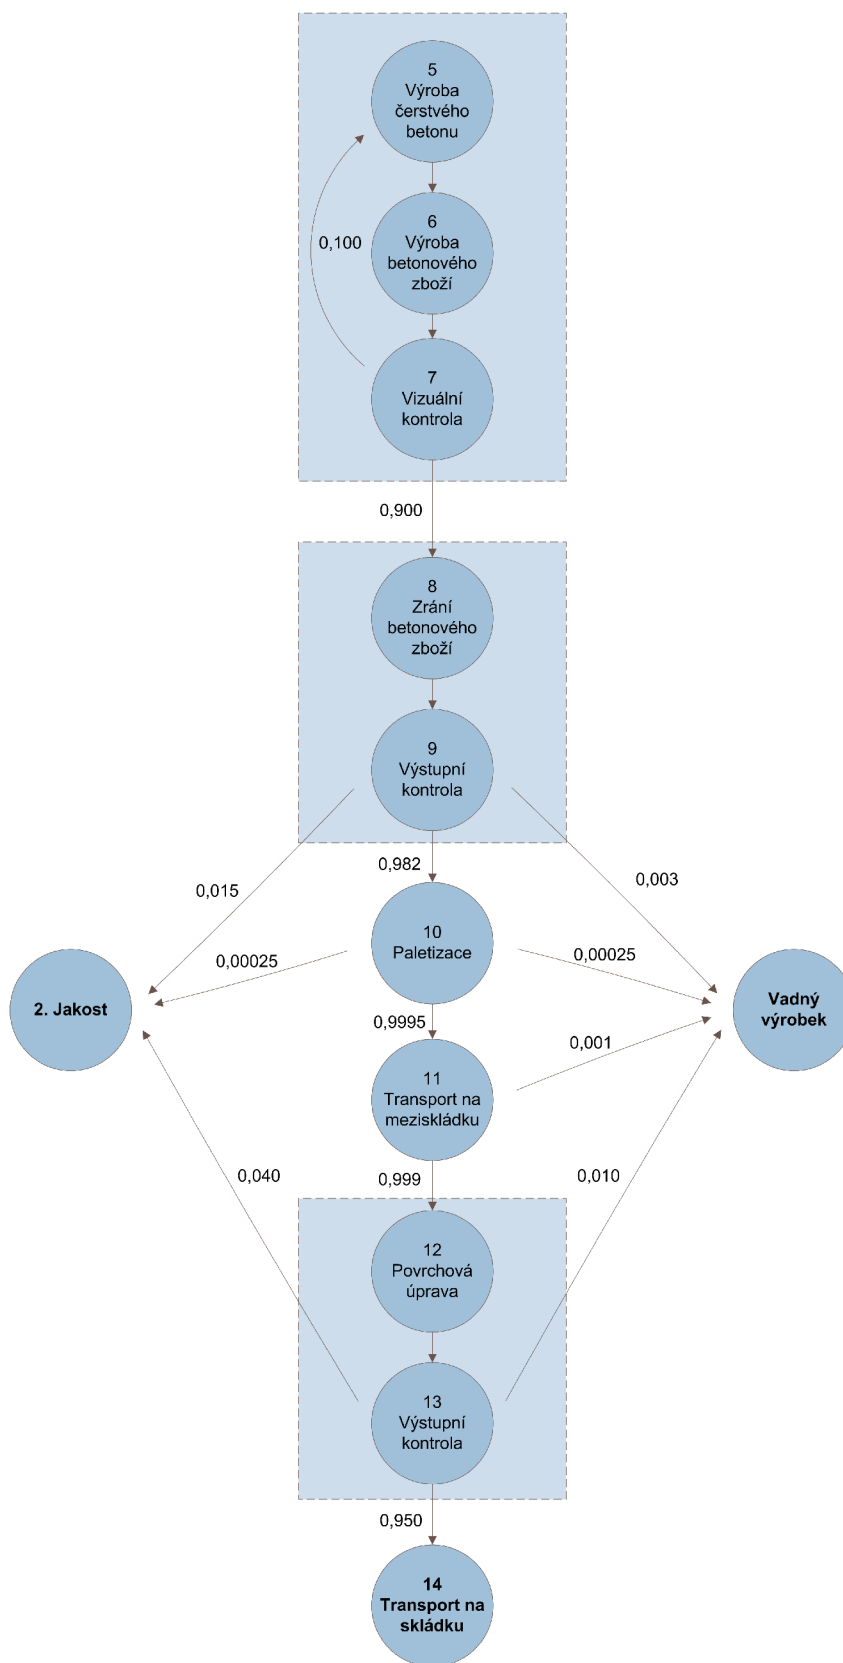 5
Výroba
čerstvého
betonu
0,100
6
Výroba
betonového
zboží
7
Vizuální
kontrola
0,900
8
Zrání
betonového
zboží
9
Výstupní
kontrola
0,982
0,015
0,003
10
Paletizace
0,00025
0,00025
2. Jakost
Vadný
výrobek
0,9995
0,001
11
Transport na
meziskládku
0,999
0,040
0,010
12
Povrchová
úprava
13
Výstupní
kontrola
0,950
14
Transport na
skládku